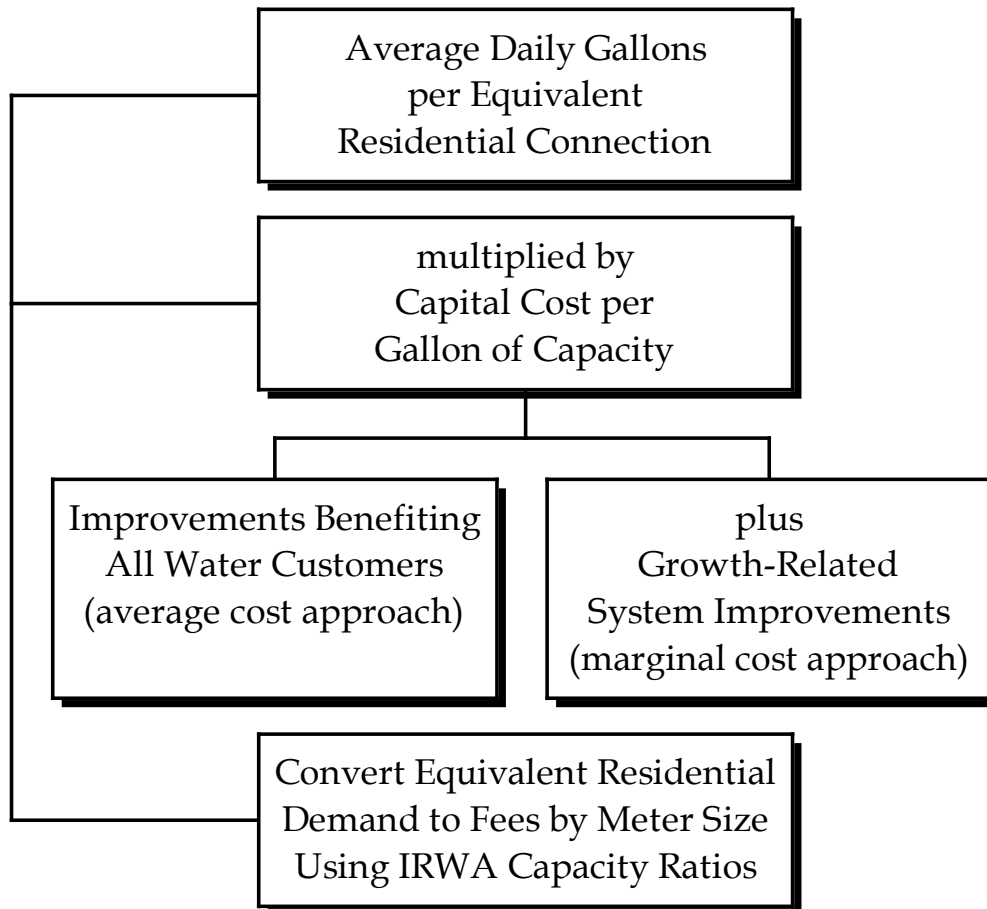 Average Daily Gallons
per Equivalent
Residential Connection
multiplied by
Capital Cost per
Gallon of Capacity
Improvements Benefiting
All Water Customers
(average cost approach)
plus
Growth-Related
System Improvements
(marginal cost approach)
Convert Equivalent Residential
Demand to Fees by Meter Size
Using IRWA Capacity Ratios